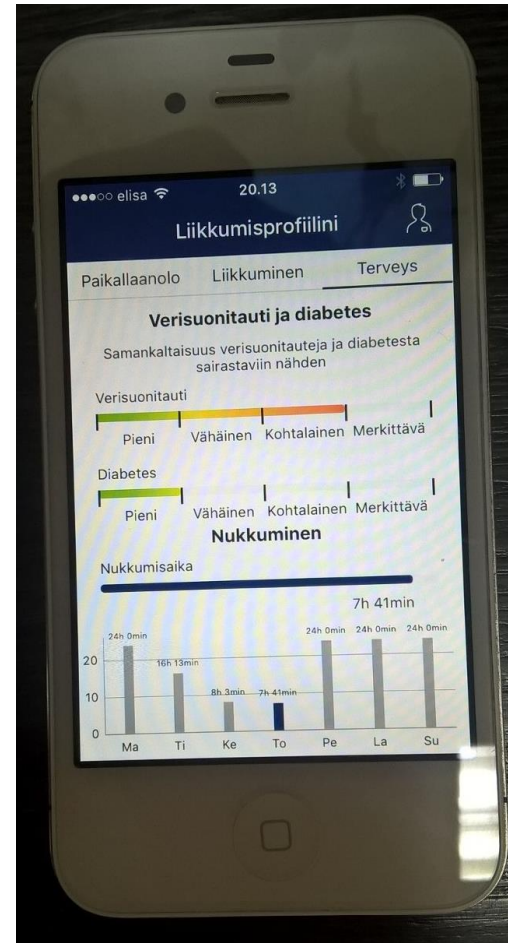 elisa 20.13
Liikkumisprofiilini
Paikallaanolo Liikkuminen Terveys
Verisuonitauti ja diabetes
Samankaltaisuus verisuonitauteja ja diabetesta
sairastaviin nähden
Verisuonitauti
Pieni Vähäinen Kohtalainen Merkittävä
Diabetes
Pieni Vähäinen Kohtalainen Merkittävä
Nukkuminen
Nukkumisaika
7h 41min
24h 0min 16h 13min 8h 3min 7h 41min 24h 0min 24h 0min 24h 0min
20
10
0
Ma Ti Ke To Pe La Su